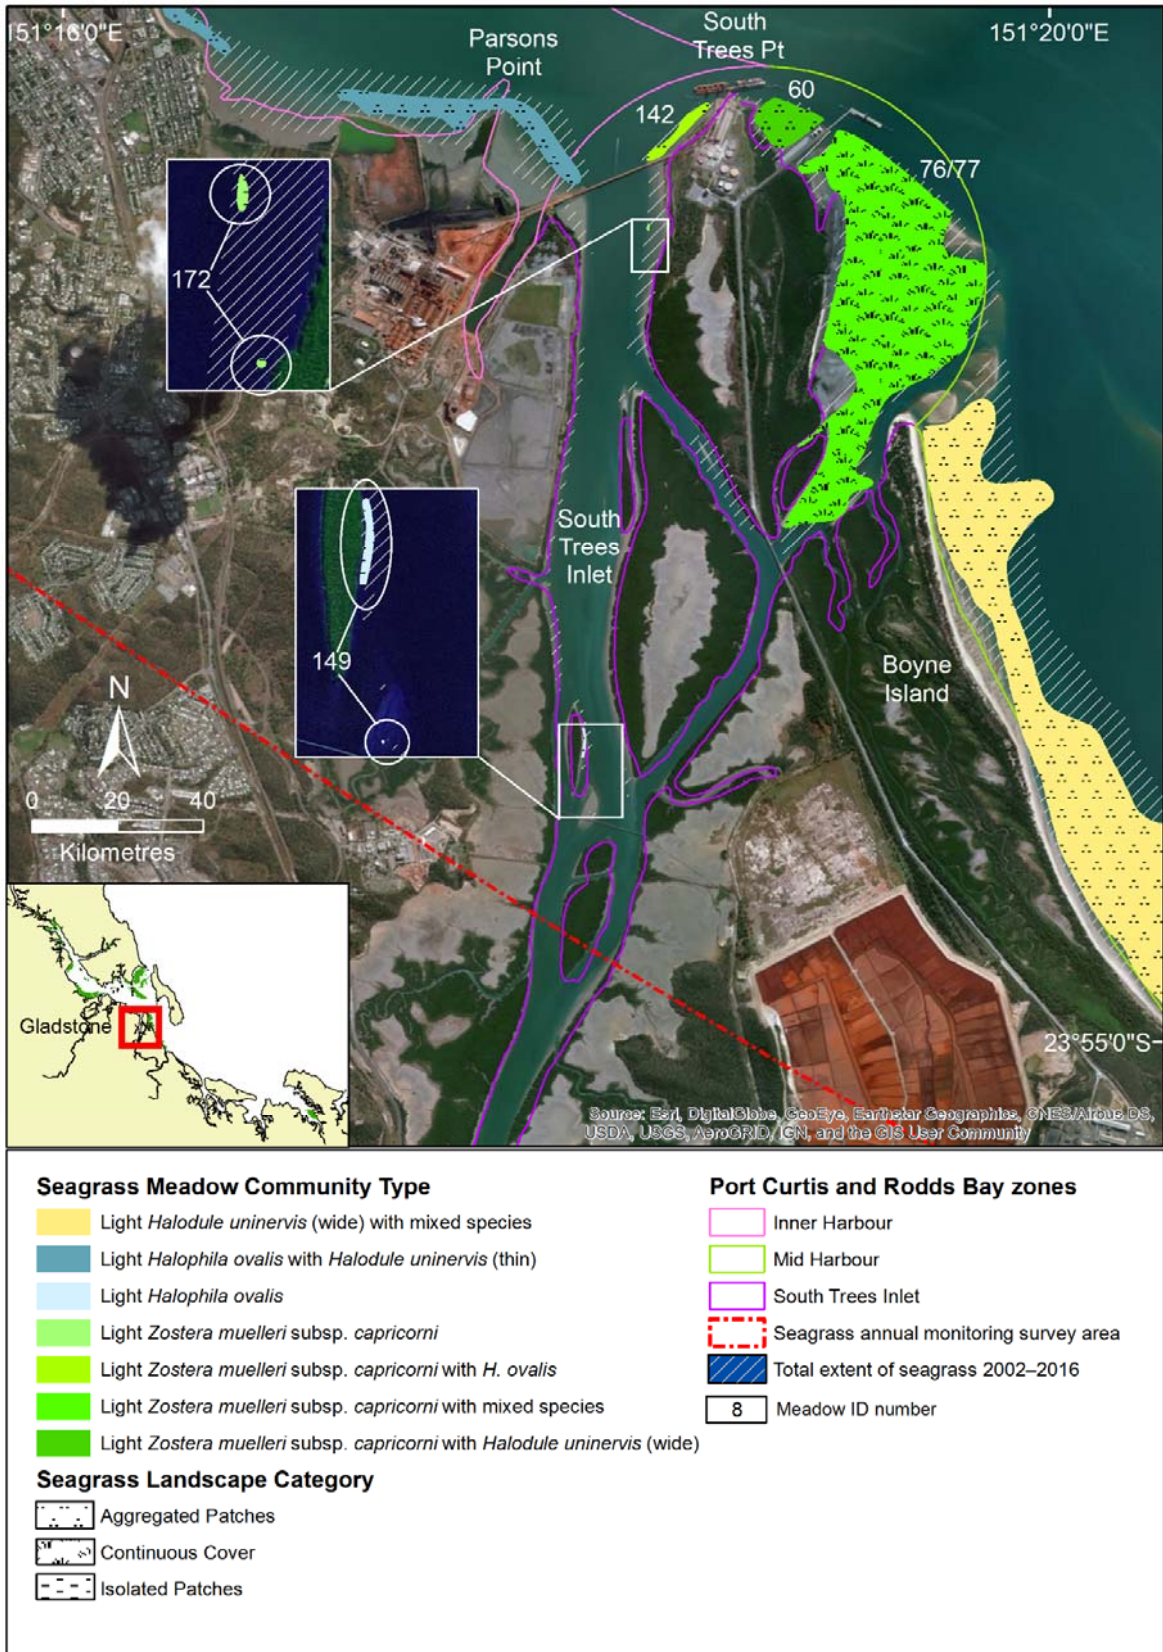 151°16'0"E
Parsons
Point
South
Trees Pt
151°20'0"E
60
142
76/77
172
South
Trees
Inlet
149
Boyne
Island
N
0 20 40
Kilometres
Gladstone
23°55'0"S
Source: Esri, DigitalGlobe, GeoEye, Earthstar Geographics, CNES/Airbus DS,
USDA, USGS, AeroGRID, IGN, and the GIS User Community
Seagrass Meadow Community Type
Light Halodule uninervis (wide) with mixed species
Light Halophila ovalis with Halodule uninervis (thin)
Light Halophila ovalis
Light Zostera muelleri subsp. capricorni
Light Zostera muelleri subsp. capricorni with H. ovalis
Light Zostera muelleri subsp. capricorni with mixed species
Light Zostera muelleri subsp. capricorni with Halodule uninervis (wide)
Seagrass Landscape Category
Aggregated Patches
Continuous Cover
Isolated Patches
Port Curtis and Rodds Bay zones
Inner Harbour
Mid Harbour
South Trees Inlet
Seagrass annual monitoring survey area
Total extent of seagrass 2002–2016
8 Meadow ID number